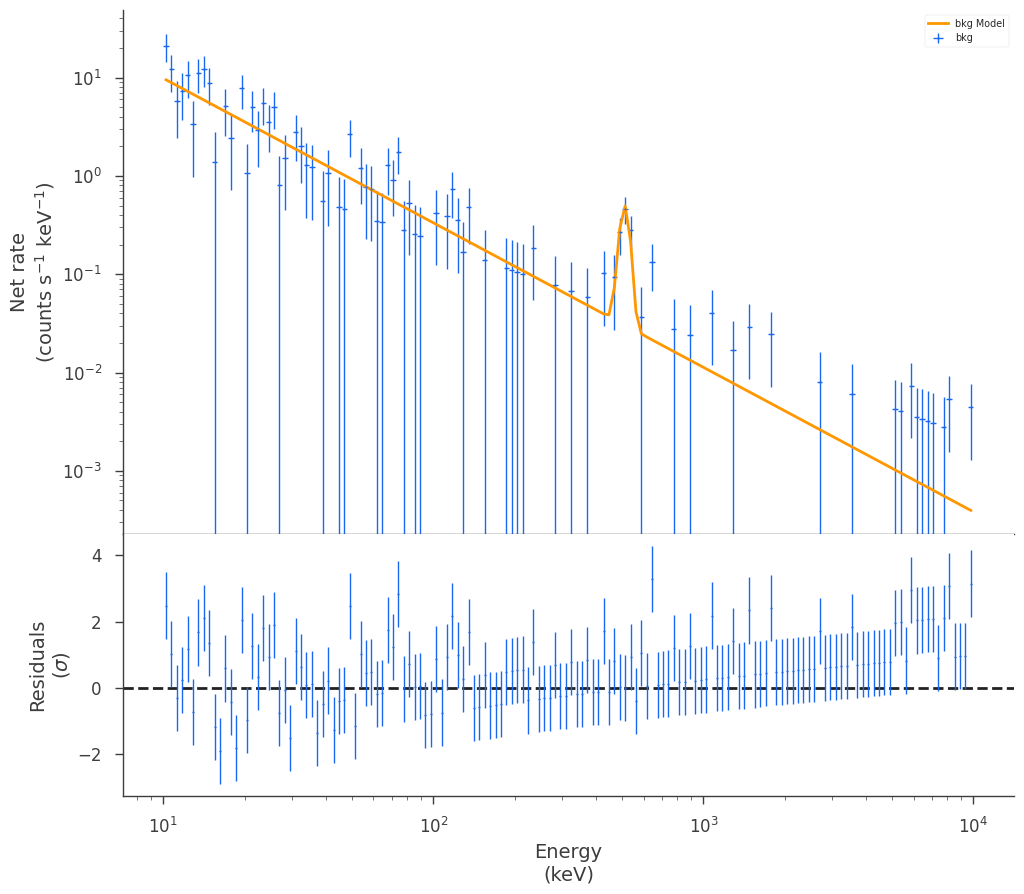 bkg Model
bkg
Net rate
(counts s⁻¹ keV⁻¹)
10¹
10⁰
10⁻¹
10⁻²
10⁻³
Residuals
(σ)
4
2
0
−2
10¹ 10² 10³ 10⁴
Energy
(keV)